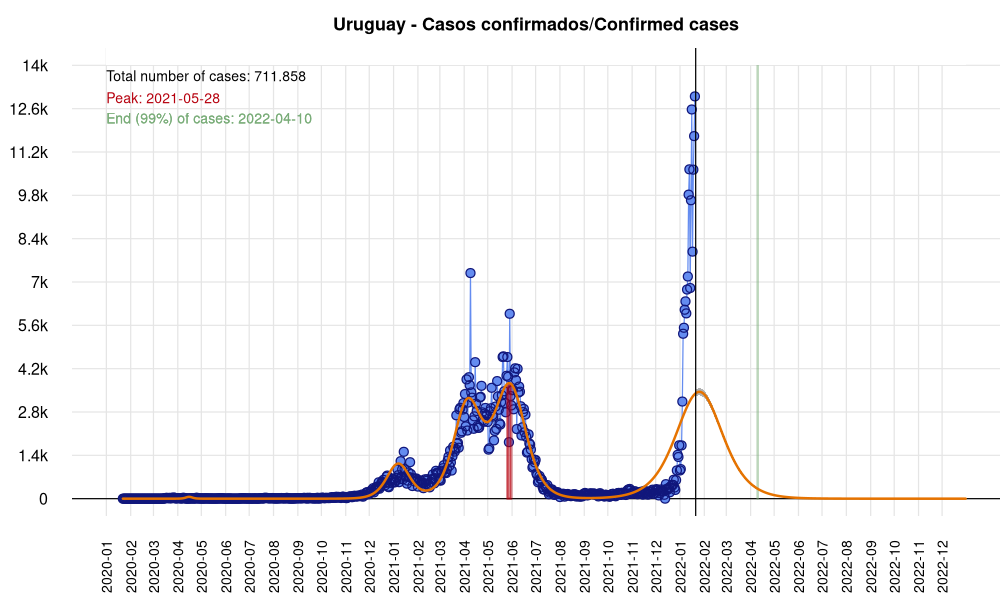 Uruguay - Casos confirmados/Confirmed cases
Total number of cases: 711.858
Peak: 2021-05-28
End (99%) of cases: 2022-04-10
14k
12.6k
11.2k
9.8k
8.4k
7k
5.6k
4.2k
2.8k
1.4k
0
2020-01
2020-02
2020-03
2020-04
2020-05
2020-06
2020-07
2020-08
2020-09
2020-10
2020-11
2020-12
2021-01
2021-02
2021-03
2021-04
2021-05
2021-06
2021-07
2021-08
2021-09
2021-10
2021-11
2021-12
2022-01
2022-02
2022-03
2022-04
2022-05
2022-06
2022-07
2022-08
2022-09
2022-10
2022-11
2022-12